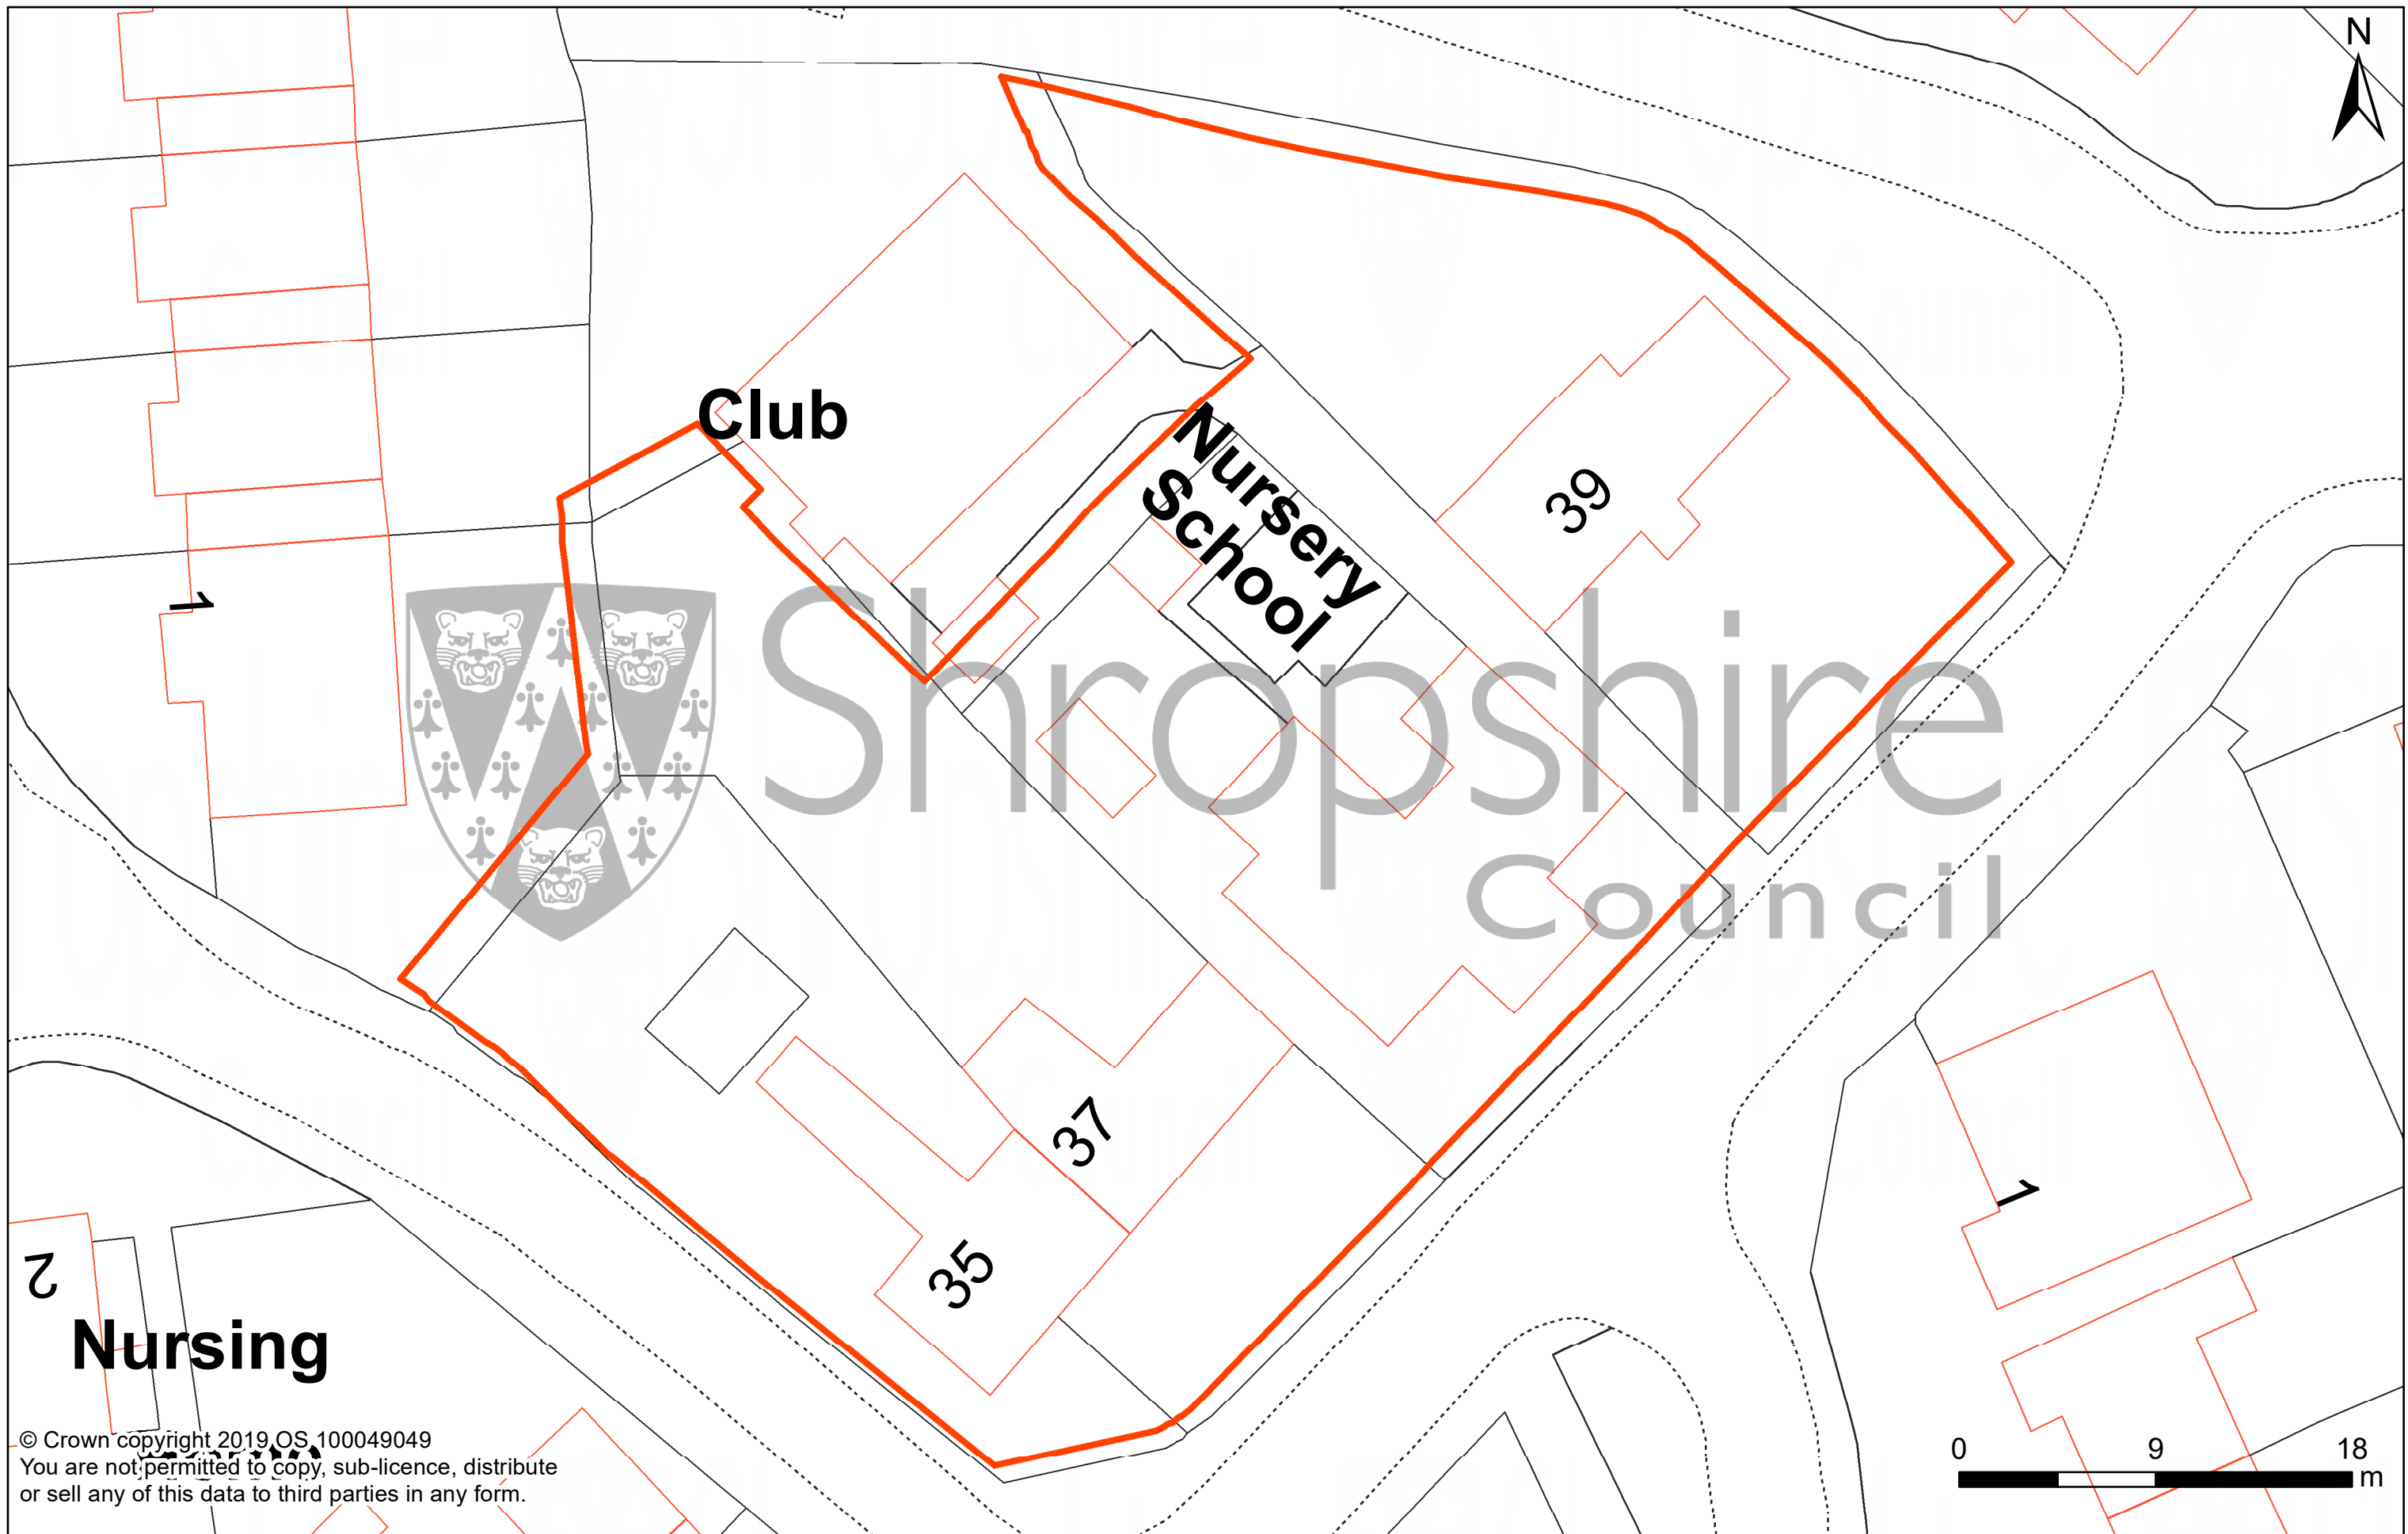 N
Club
Nursery
School
39
1
Shropshire
Council
37
35
1
2
Nursing
© Crown copyright 2019 OS 100049049
You are not permitted to copy, sub-licence, distribute
or sell any of this data to third parties in any form.
0 9 18
m